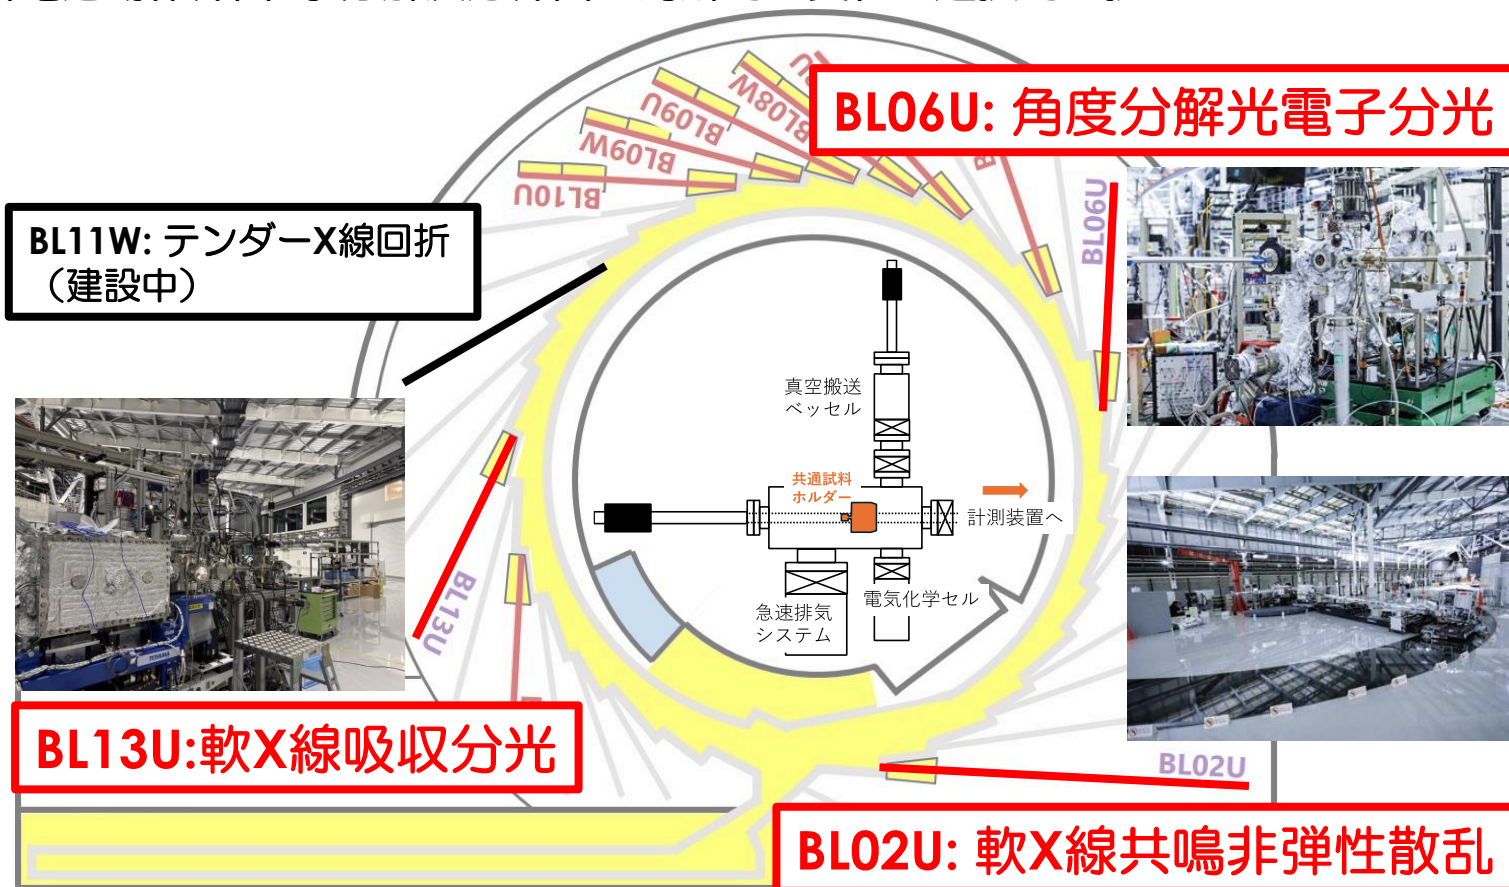 BL06U: 角度分解光電子分光
BL08W
BL09U
BL09W
BL10U
BL06U
BL11W: テンダーX線回折
（建設中）
真空搬送
ベッセル
共通試料
ホルダー
計測装置へ
電気化学セル
急速排気
システム
BL13U
BL13U:軟X線吸収分光
BL02U
BL02U: 軟X線共鳴非弾性散乱